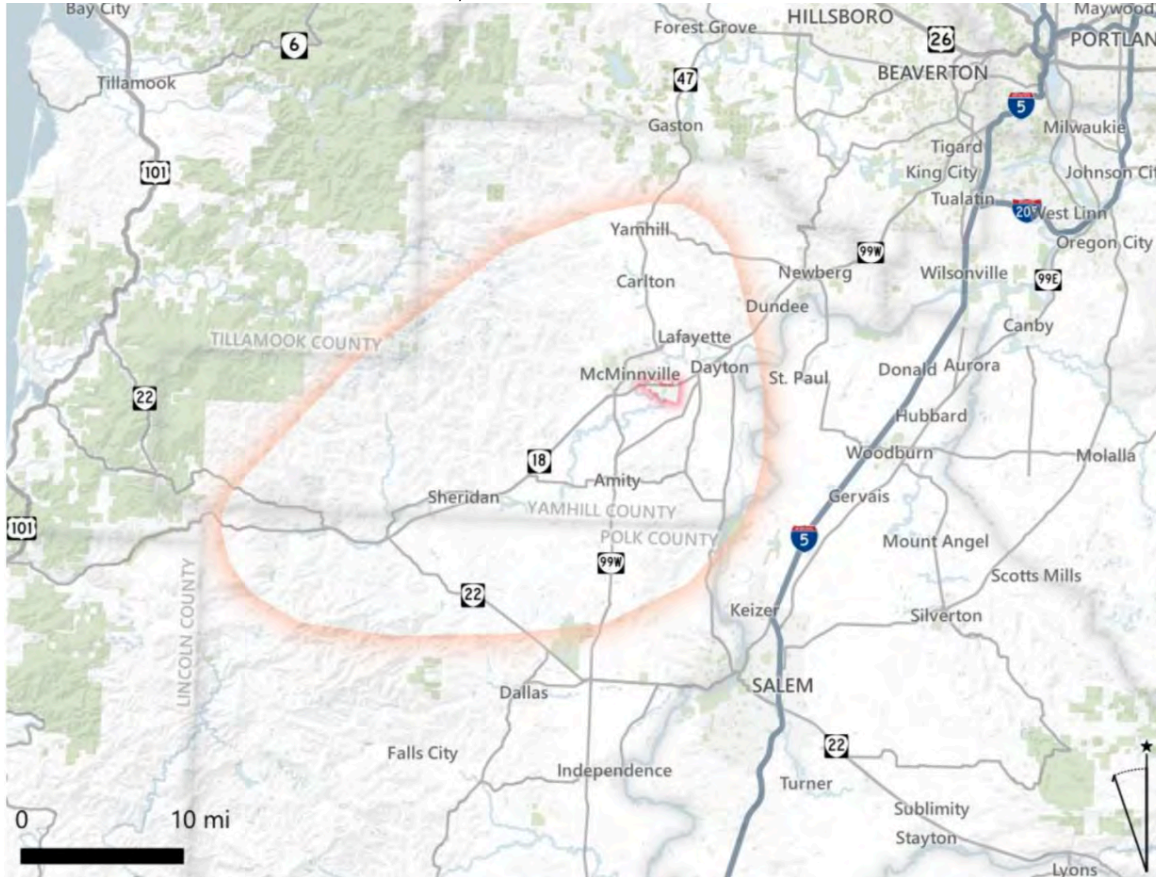 Bay City
HILLSBORO
Maywood
Forest Grove
26
PORTLAN
6
BEAVERTON
Tillamook
47
5
Gaston
Milwaukie
Tigard
101
King City
Johnson Cit
Tualatin
205
West Linn
Yamhill
Oregon City
99W
Carlton
Newberg
Wilsonville
99E
Dundee
Canby
TILLAMOOK COUNTY
Lafayette
McMinnville
Dayton
St. Paul
Donald
Aurora
22
Hubbard
18
Woodburn
Molalla
Sheridan
Amity
Gervais
YAMHILL COUNTY
101
POLK COUNTY
5
Mount Angel
99W
Scotts Mills
22
Keizer
Silverton
LINCOLN COUNTY
Dallas
SALEM
Falls City
22
Independence
Turner
0
10 mi
Sublimity
Stayton
Lyons